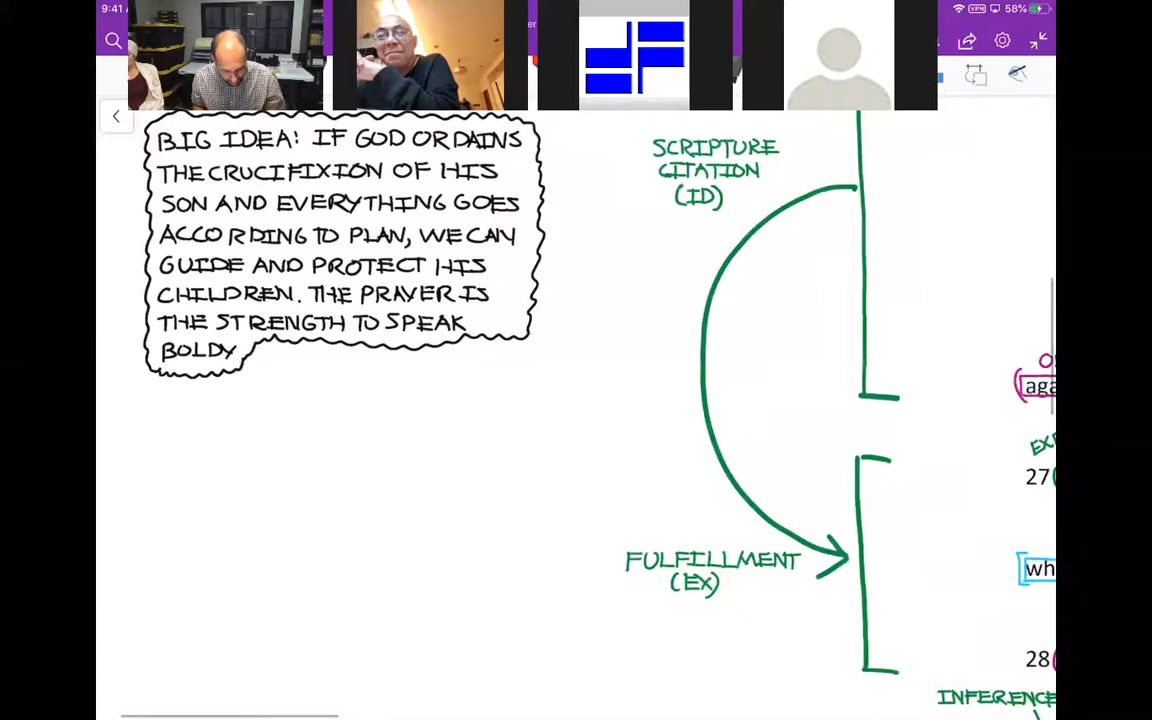 9:41
VPN 58%
er
BIG IDEA: IF GOD ORDAINS
THE CRUCIFIXION OF HIS
SON AND EVERYTHING GOES
ACCORDING TO PLAN, WE CAN
GUIDE AND PROTECT HIS
CHILDREN. THE PRAYER IS
THE STRENGTH TO SPEAK
BOLDY
SCRIPTURE
CITATION
(ID)
aga
27
FULFILLMENT
(EX)
wh
28
INFERENCE